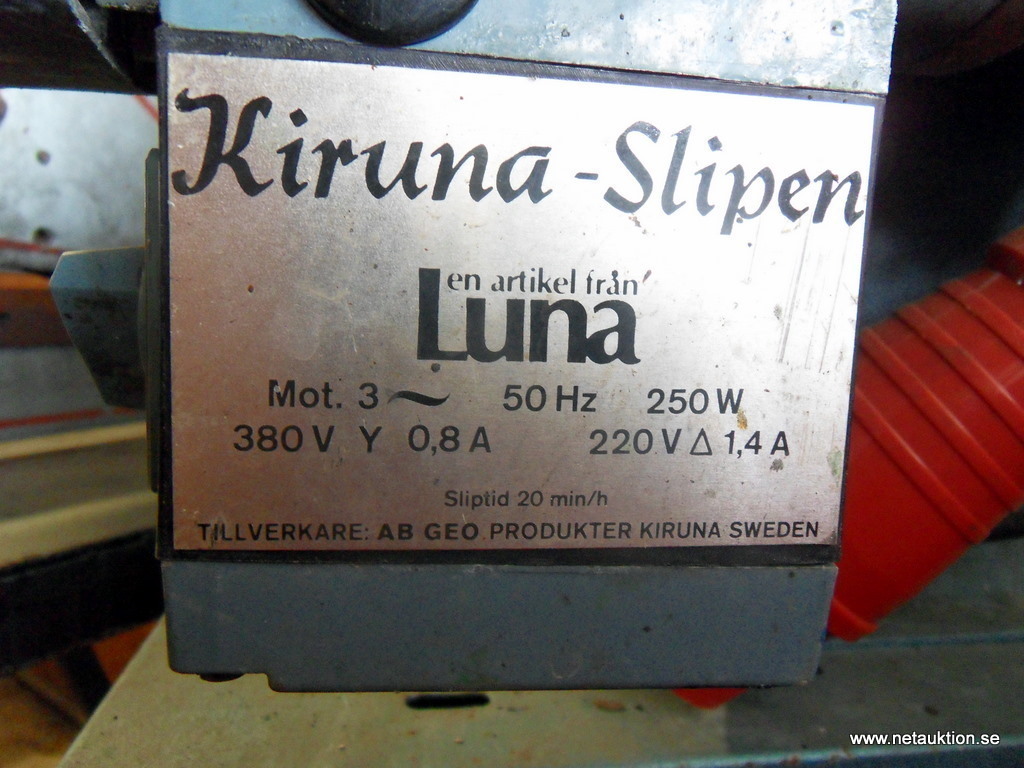 Kiruna-Slipen
en artikel från
Luna
Mot. 3 ~ 50 Hz 250 W
380 V Y 0,8 A 220 V Δ 1,4 A
Sliptid 20 min/h
TILLVERKARE: AB GEO PRODUKTER KIRUNA SWEDEN
www.netauktion.se